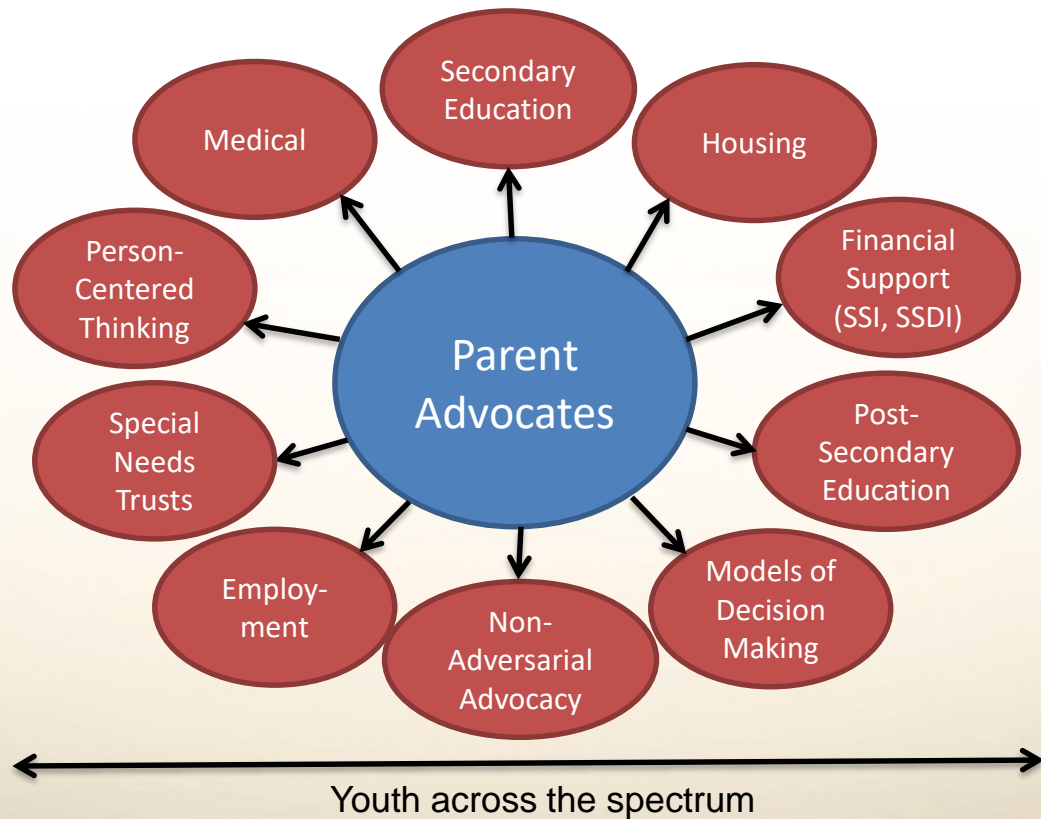 Secondary
Education
Medical
Housing
Person-
Centered
Thinking
Financial
Support
(SSI, SSDI)
Parent
Advocates
Special
Needs
Trusts
Post-
Secondary
Education
Employ-
ment
Non-
Adversarial
Advocacy
Models of
Decision
Making
Youth across the spectrum